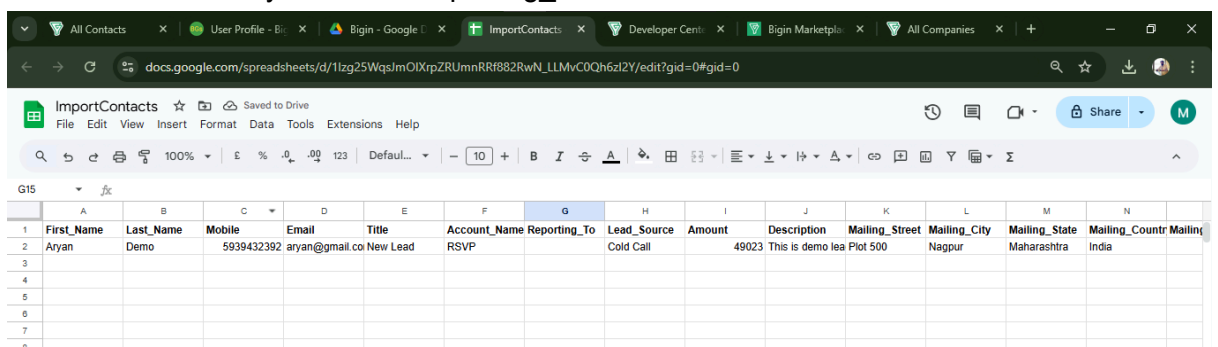 All Contacts
User Profile - Big
Bigin - Google D
ImportContacts
Developer Cente
Bigin Marketplac
All Companies
docs.google.com/spreadsheets/d/1Izg25WqsJmOIXrpZRUmnRRf882RwN_LLMvC0Qh6zI2Y/edit?gid=0#gid=0
ImportContacts Saved to Drive
File Edit View Insert Format Data Tools Extensions Help
Share
M
100% £ % .0 .00 123 Defaul... 10 B I A
G15 fx
A B C D E F G H I J K L M N
1 First_Name Last_Name Mobile Email Title Account_Name Reporting_To Lead_Source Amount Description Mailing_Street Mailing_City Mailing_State Mailing_Countr Mailing
2 Aryan Demo 5939432392 aryan@gmail.co New Lead RSVP Cold Call 49023 This is demo lea Plot 500 Nagpur Maharashtra India
3
4
5
6
7